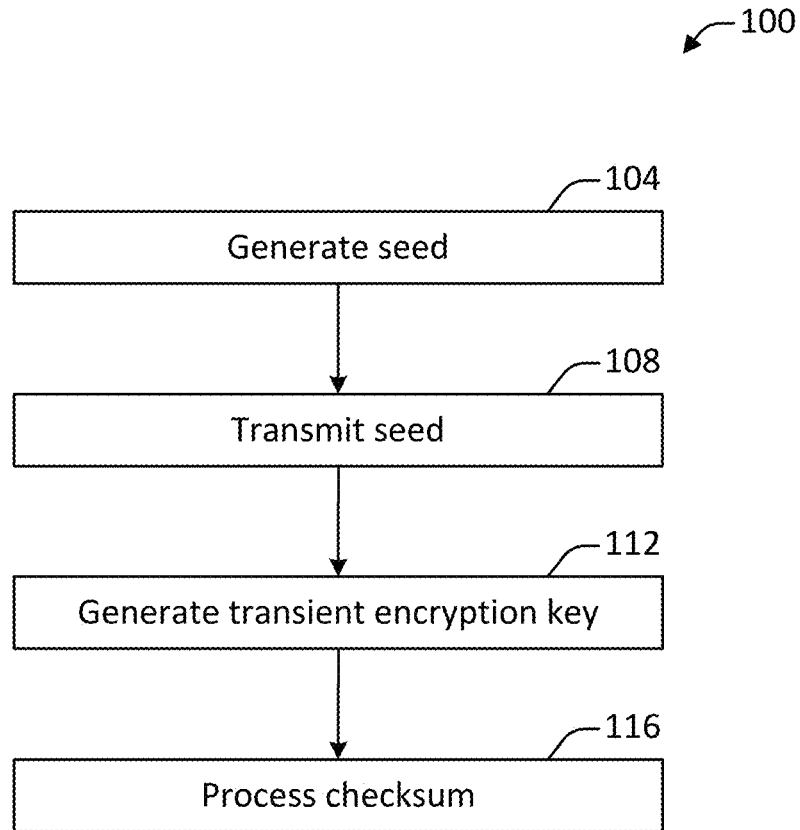 100
104
Generate seed
108
Transmit seed
112
Generate transient encryption key
116
Process checksum